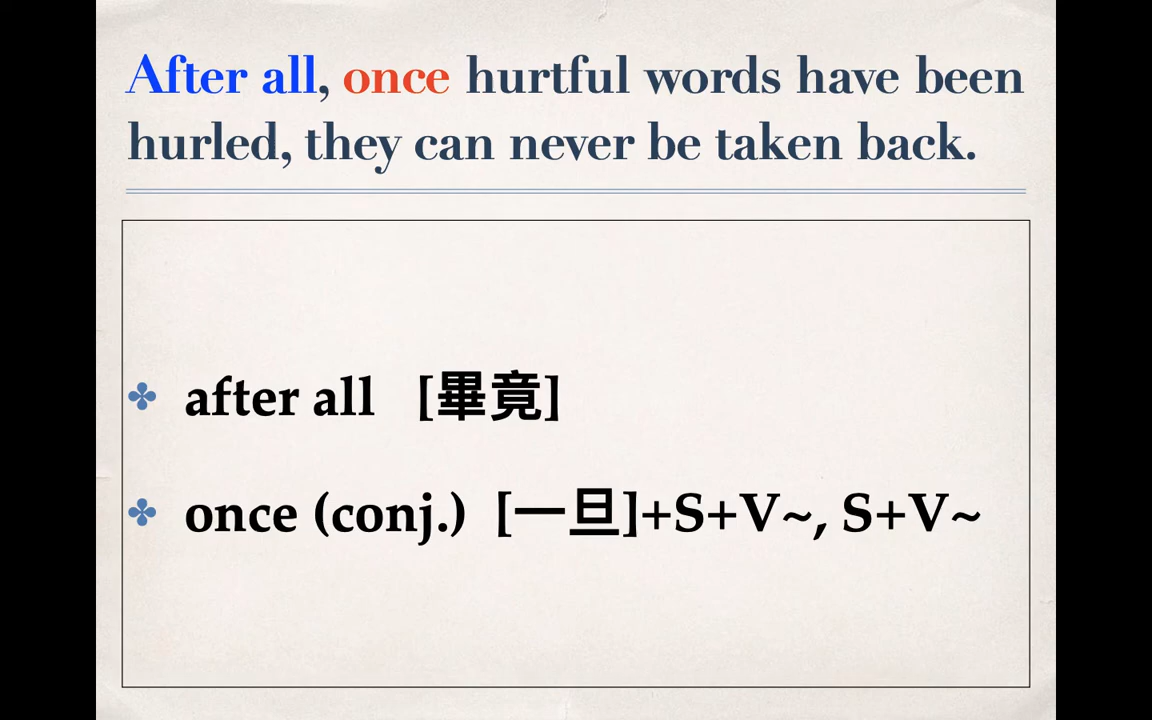 After all, once hurtful words have been
hurled, they can never be taken back.
after all [畢竟]
once (conj.) [一旦]+S+V~, S+V~